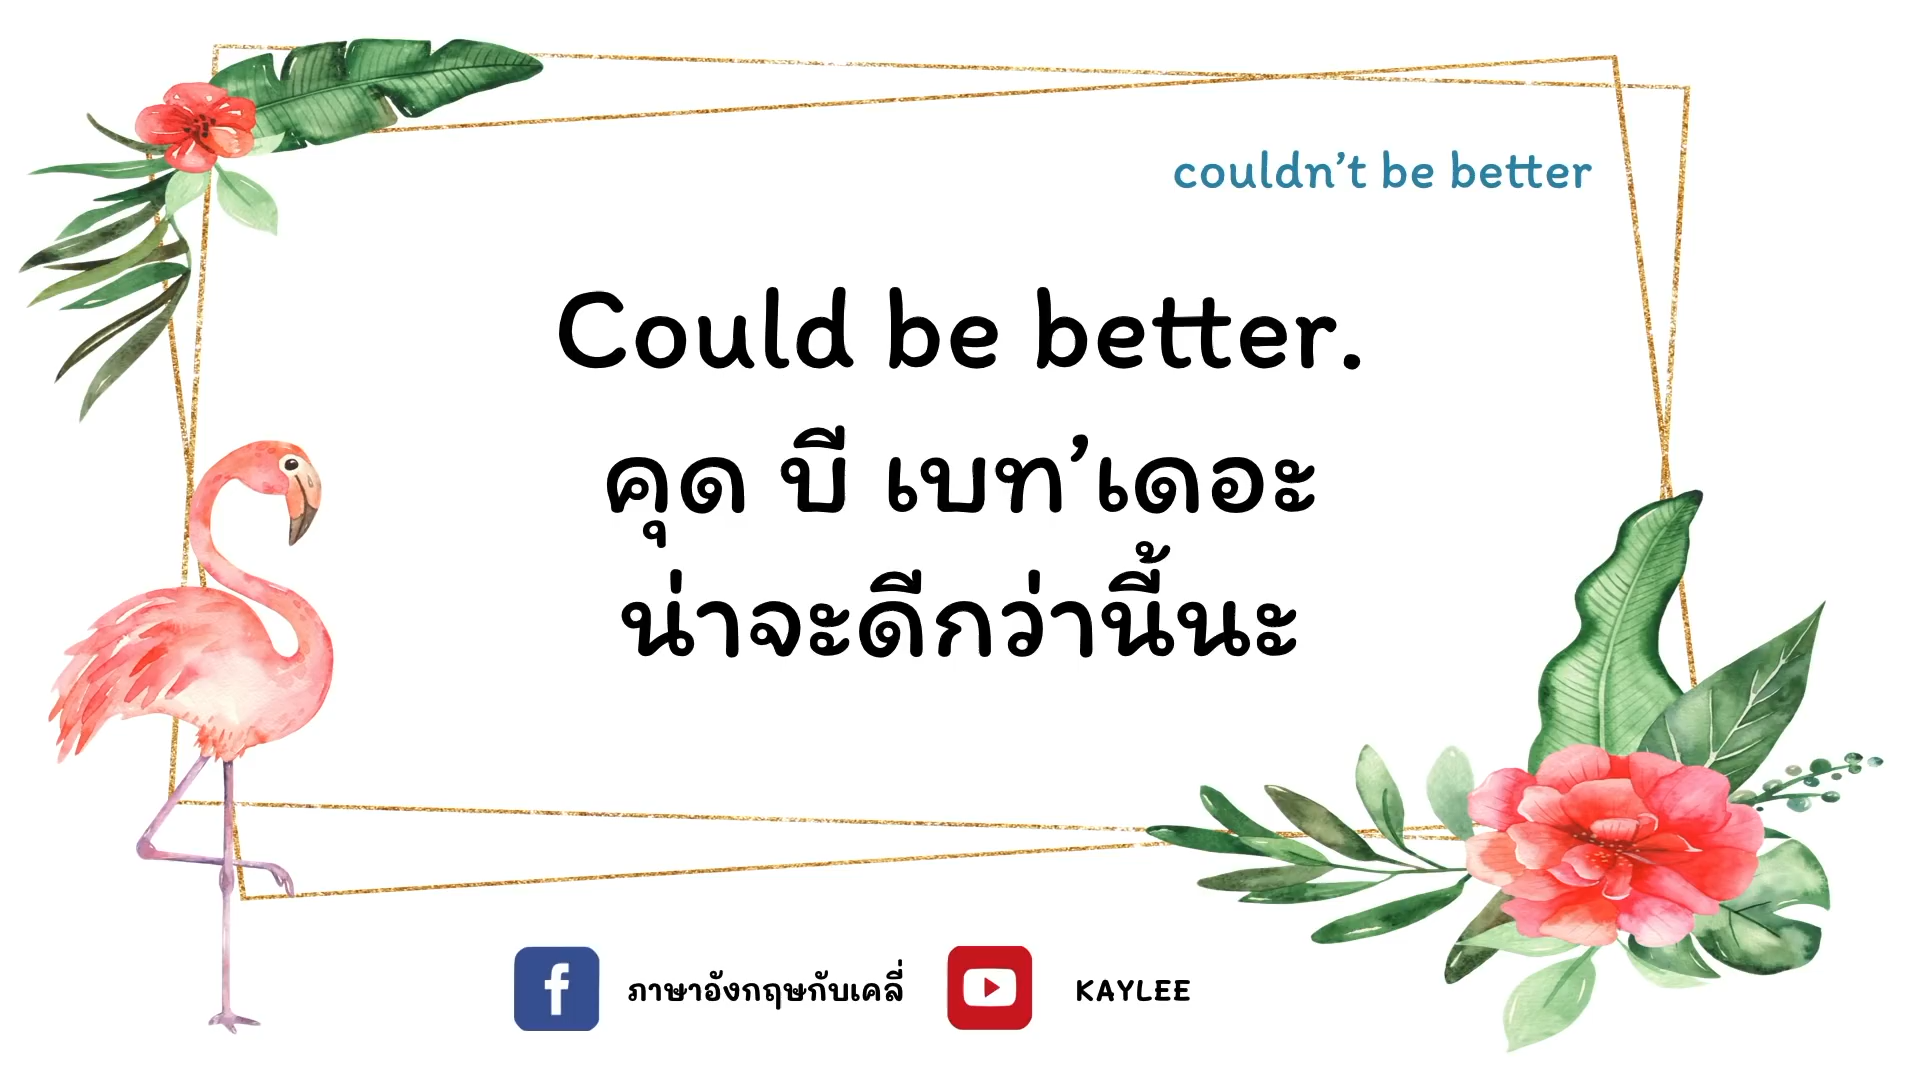 couldn’t be better
Could be better.
คุด บี เบท’เดอะ
น่าจะดีกว่านี้นะ
ภาษาอังกฤษกับเคลี่
KAYLEE